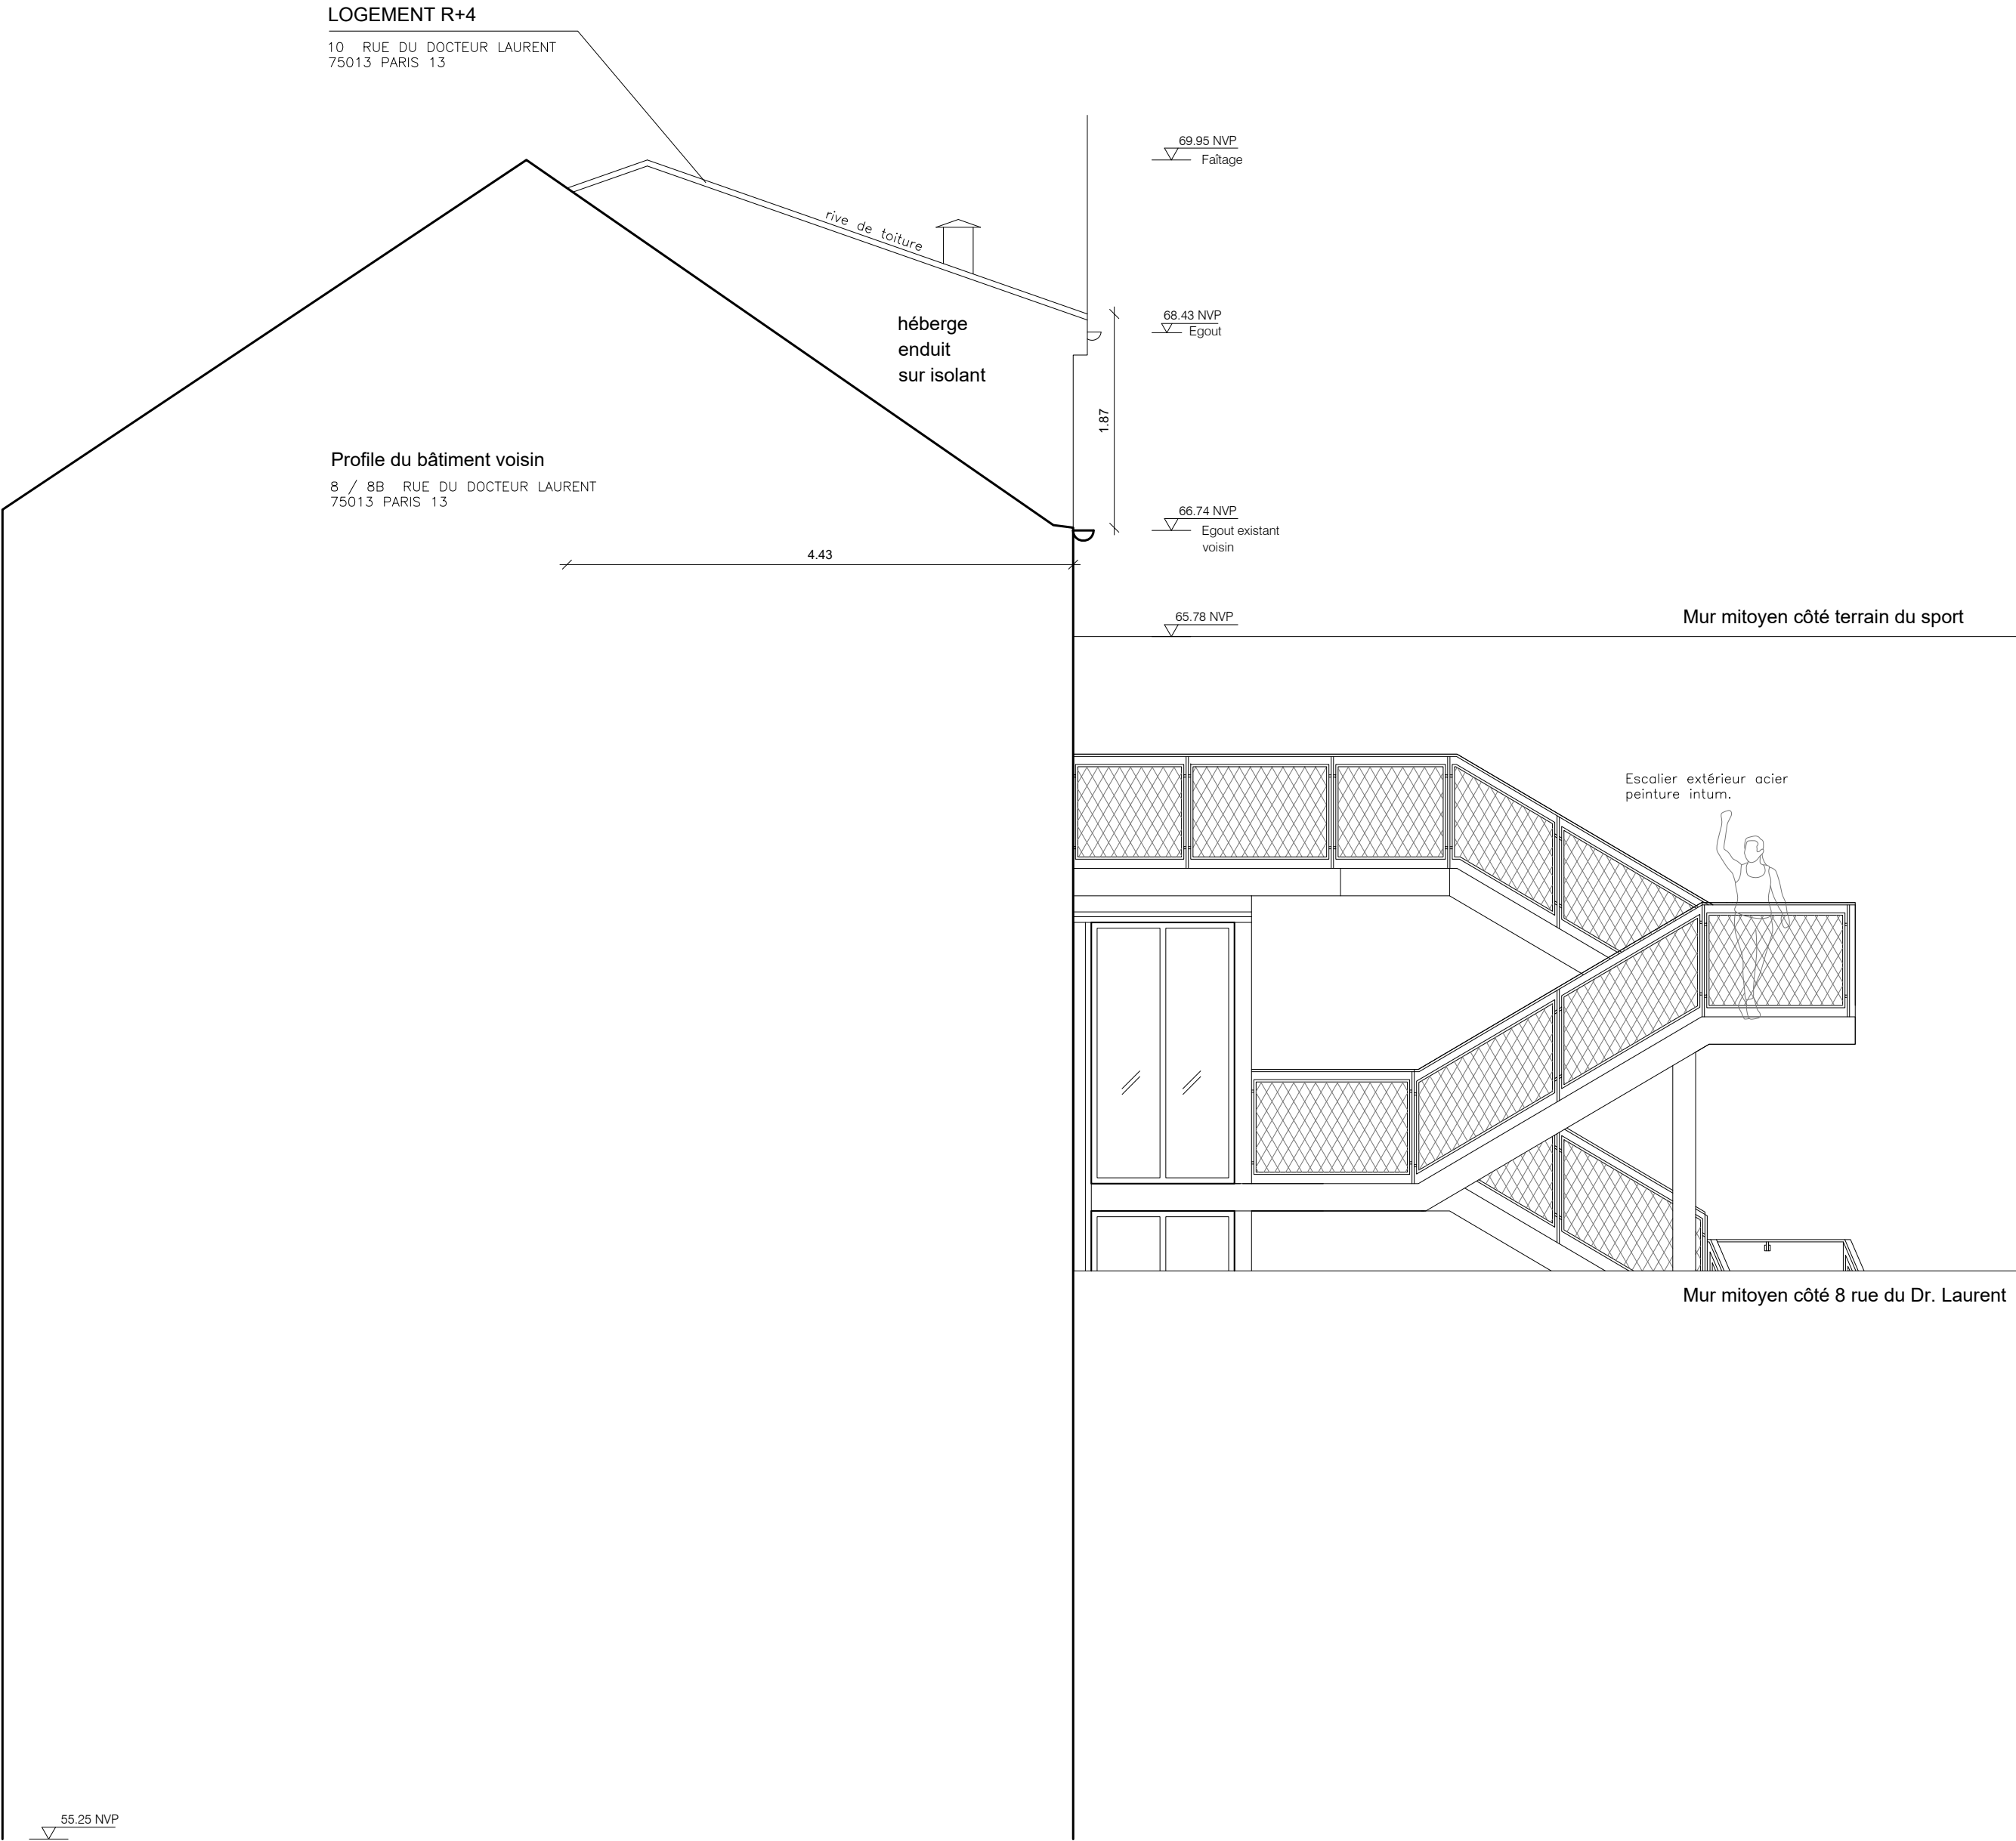 LOGEMENT R+4
10 RUE DU DOCTEUR LAURENT
75013 PARIS 13
69.95 NVP
Faîtage
rive de toiture
68.43 NVP
Egout
héberge
enduit
sur isolant
1.87
Profile du bâtiment voisin
8 / 8B RUE DU DOCTEUR LAURENT
75013 PARIS 13
66.74 NVP
Egout existant
voisin
4.43
65.78 NVP
Mur mitoyen côté terrain du sport
Escalier extérieur acier
peinture intum.
Mur mitoyen côté 8 rue du Dr. Laurent
55.25 NVP